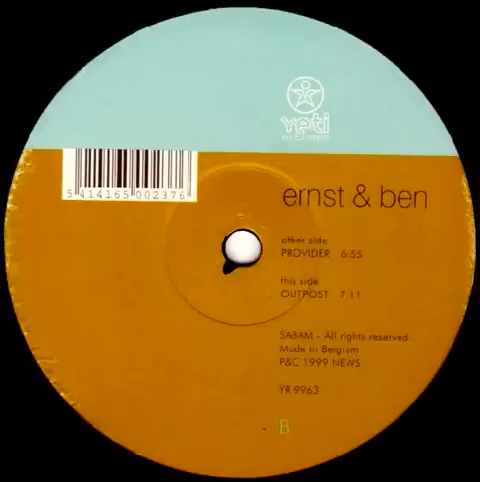 Yeti
RECORDS
5 414165 002376
ernst & ben
other side
PROVIDER 6:55
this side
OUTPOST 7:11
SABAM - All rights reserved.
Made in Belgium
P&C 1999 NEWS
YR 9963
B